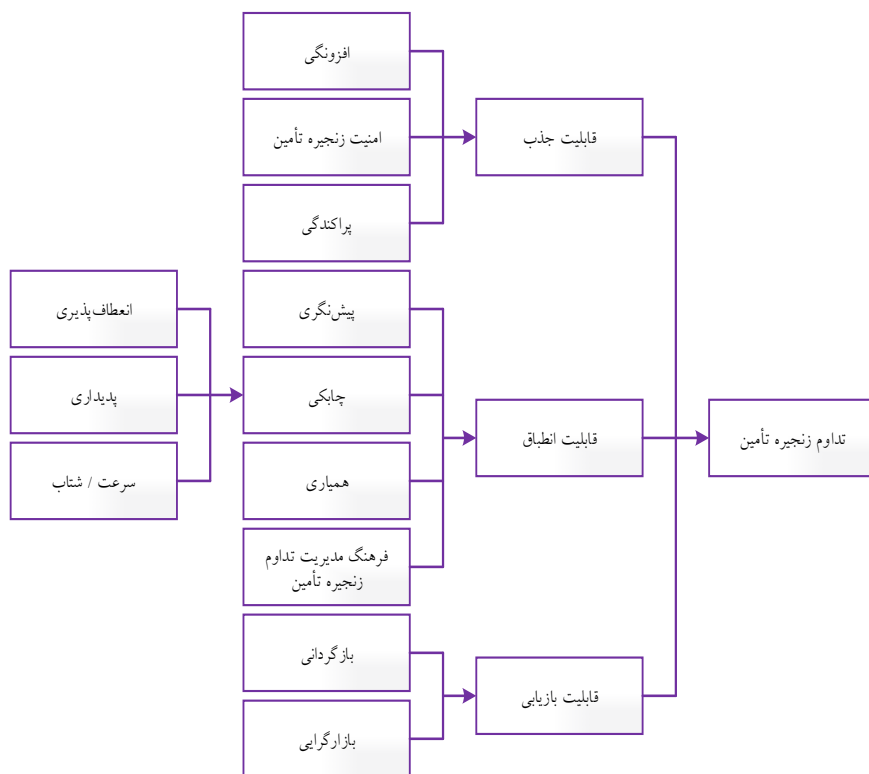 افزونگی
امنیت زنجیره تأمین
قابلیت جذب
پراکندگی
پیش‌نگری
انعطاف‌پذیری
چابکی
پدیداری
قابلیت انطباق
تداوم زنجیره تأمین
همیاری
سرعت / شتاب
فرهنگ مدیریت تداوم
زنجیره تأمین
بازگردانی
قابلیت بازیابی
بازارگرایی